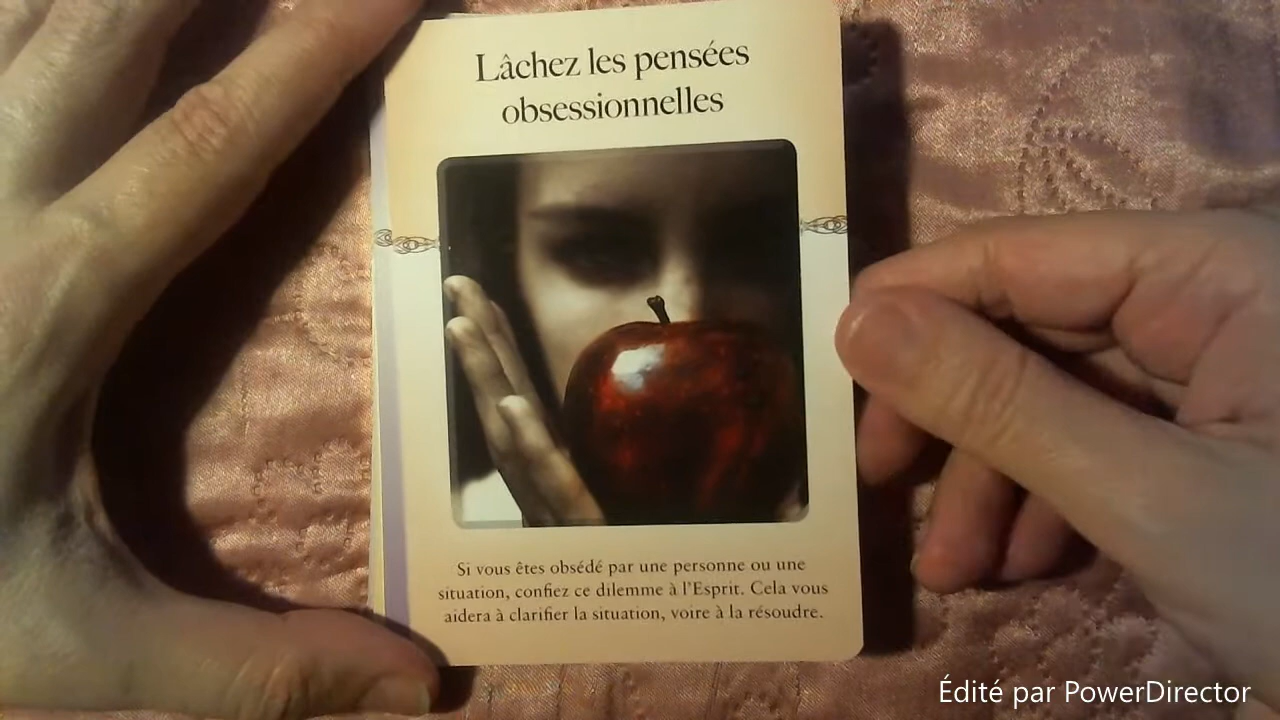 Lâchez les pensées
obsessionnelles
Si vous êtes obsédé par une personne ou une
situation, confiez ce dilemme à l'Esprit. Cela vous
aidera à clarifier la situation, voire à la résoudre.
Édité par PowerDirector